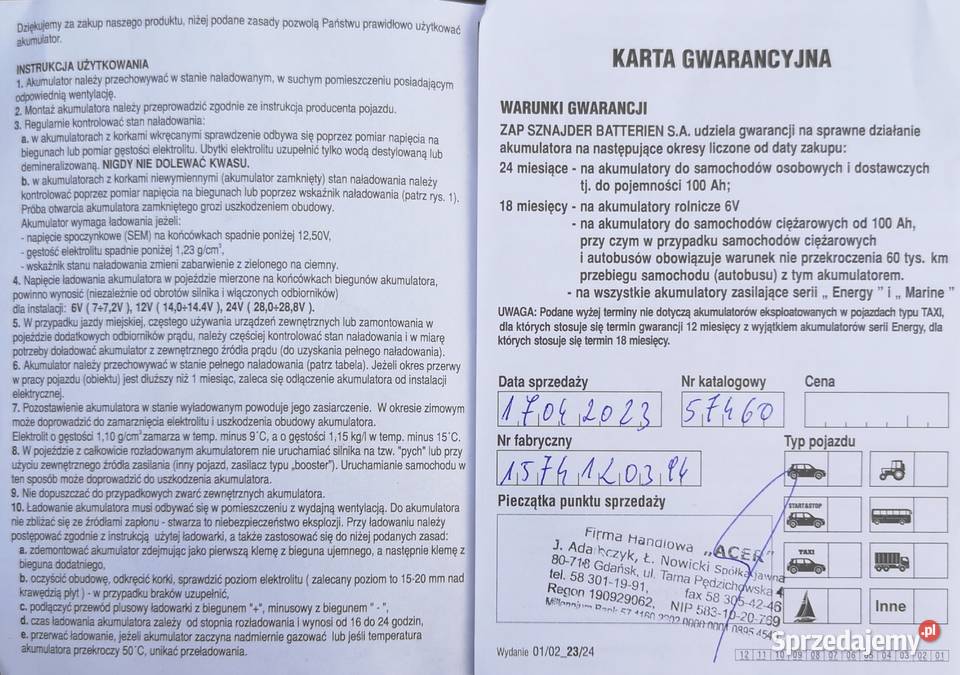 Dziękujemy za zakup naszego produktu, niżej podane zasady pozwolą Państwu prawidłowo użytkować
akumulator.
INSTRUKCJA UŻYTKOWANIA
1. Akumulator należy przechowywać w stanie naładowanym, w suchym pomieszczeniu posiadającym
odpowiednią wentylację.
2. Montaż akumulatora należy przeprowadzić zgodnie ze instrukcja producenta pojazdu.
3. Regularnie kontrolować stan naładowania:
a. w akumulatorach z korkami wkręcanymi sprawdzenie odbywa się poprzez pomiar napięcia na
biegunach lub pomiar gęstości elektrolitu. Ubytki elektrolitu uzupełnić tylko wodą destylowaną lub
demineralizowaną. NIGDY NIE DOLEWAĆ KWASU.
b. w akumulatorach z korkami niewymiennymi (akumulator zamknięty) stan naładowania należy
kontrolować poprzez pomiar napięcia na biegunach lub poprzez wskaźnik naładowania (patrz rys. 1).
Próba otwarcia akumulatora zamkniętego grozi uszkodzeniem obudowy.
Akumulator wymaga ładowania jeżeli:
- napięcie spoczynkowe (SEM) na końcówkach spadnie poniżej 12,50V,
- gęstość elektrolitu spadnie poniżej 1,23 g/cm³,
- wskaźnik stanu naładowania zmieni zabarwienie z zielonego na ciemny.
4. Napięcie ładowania akumulatora w pojeździe mierzone na końcówkach biegunów akumulatora,
powinno wynosić (niezależnie od obrotów silnika i włączonych odbiorników)
dla instalacji: 6V ( 7÷7,2V ), 12V ( 14,0÷14.4V ), 24V ( 28,0÷28,8V ).
5. W przypadku jazdy miejskiej, częstego używania urządzeń zewnętrznych lub zamontowania w
pojeździe dodatkowych odbiorników prądu, należy częściej kontrolować stan naładowania i w miarę
potrzeby doładować akumulator z zewnętrznego źródła prądu (do uzyskania pełnego naładowania).
6. Akumulator należy przechowywać w stanie pełnego naładowania (patrz tabela). Jeżeli okres przerwy
w pracy pojazdu (obiektu) jest dłuższy niż 1 miesiąc, zaleca się odłączenie akumulatora od instalacji
elektrycznej.
7. Pozostawienie akumulatora w stanie wyładowanym powoduje jego zasiarczenie. W okresie zimowym
może doprowadzić do zamarznięcia elektrolitu i uszkodzenia obudowy akumulatora.
Elektrolit o gęstości 1,10 g/cm³ zamarza w temp. minus 9˚C, a o gęstości 1,15 kg/l w temp. minus 15˚C.
8. W pojeździe z całkowicie rozładowanym akumulatorem nie uruchamiać silnika na tzw. "pych" lub przy
użyciu zewnętrznego źródła zasilania (inny pojazd, zasilacz typu „booster"). Uruchamianie samochodu w
ten sposób może doprowadzić do uszkodzenia akumulatora.
9. Nie dopuszczać do przypadkowych zwarć zewnętrznych akumulatora.
10. Ładowanie akumulatora musi odbywać się w pomieszczeniu z wydajną wentylacją. Do akumulatora
nie zbliżać się ze źródłami zapłonu - stwarza to niebezpieczeństwo eksplozji. Przy ładowaniu należy
postępować zgodnie z instrukcją użytej ładowarki, a także zastosować się do niżej podanych zasad:
a. zdemontować akumulator zdejmując jako pierwszą klemę z bieguna ujemnego, a następnie klemę z
bieguna dodatniego,
b. oczyścić obudowę, odkręcić korki, sprawdzić poziom elektrolitu ( zalecany poziom to 15-20 mm nad
krawędzią płyt ) - w przypadku braków uzupełnić,
c. podłączyć przewód plusowy ładowarki z biegunem "+", minusowy z biegunem " - ",
d. czas ładowania akumulatora zależy od stopnia rozładowania i wynosi od 16 do 24 godzin,
e. przerwać ładowanie, jeżeli akumulator zaczyna nadmiernie gazować lub jeśli temperatura
akumulatora przekroczy 50˚C, unikać przeładowania.
KARTA GWARANCYJNA
WARUNKI GWARANCJI
ZAP SZNAJDER BATTERIEN S.A. udziela gwarancji na sprawne działanie
akumulatora na następujące okresy liczone od daty zakupu:
24 miesiące - na akumulatory do samochodów osobowych i dostawczych
tj. do pojemności 100 Ah;
18 miesięcy - na akumulatory rolnicze 6V
- na akumulatory do samochodów ciężarowych od 100 Ah,
przy czym w przypadku samochodów ciężarowych
i autobusów obowiązuje warunek nie przekroczenia 60 tys. km
przebiegu samochodu (autobusu) z tym akumulatorem.
- na wszystkie akumulatory zasilające serii „ Energy " i „ Marine "
UWAGA: Podane wyżej terminy nie dotyczą akumulatorów eksploatowanych w pojazdach typu TAXI,
dla których stosuje się termin gwarancji 12 miesięcy z wyjątkiem akumulatorów serii Energy, dla
których stosuje się termin 18 miesięcy.
Data sprzedaży Nr katalogowy Cena
17 04 2023 57460
Nr fabryczny Typ pojazdu
1574 12.03
Pieczątka punktu sprzedaży
START&STOP
TAXI
Inne
Firma Handlowa „ACER"
J. Adamczyk, Ł. Nowicki Spółka Jawna
80-718 Gdańsk, ul. Tama Pędzichowska 4
tel. 58 301-19-91, fax 58 305-42-46
Regon 190929062, NIP 583-10-20-769
Millennium Bank
Sprzedajemy.pl
Wydanie 01/02_23/24
12 11 10 09 08 07 06 05 04 03 02 01